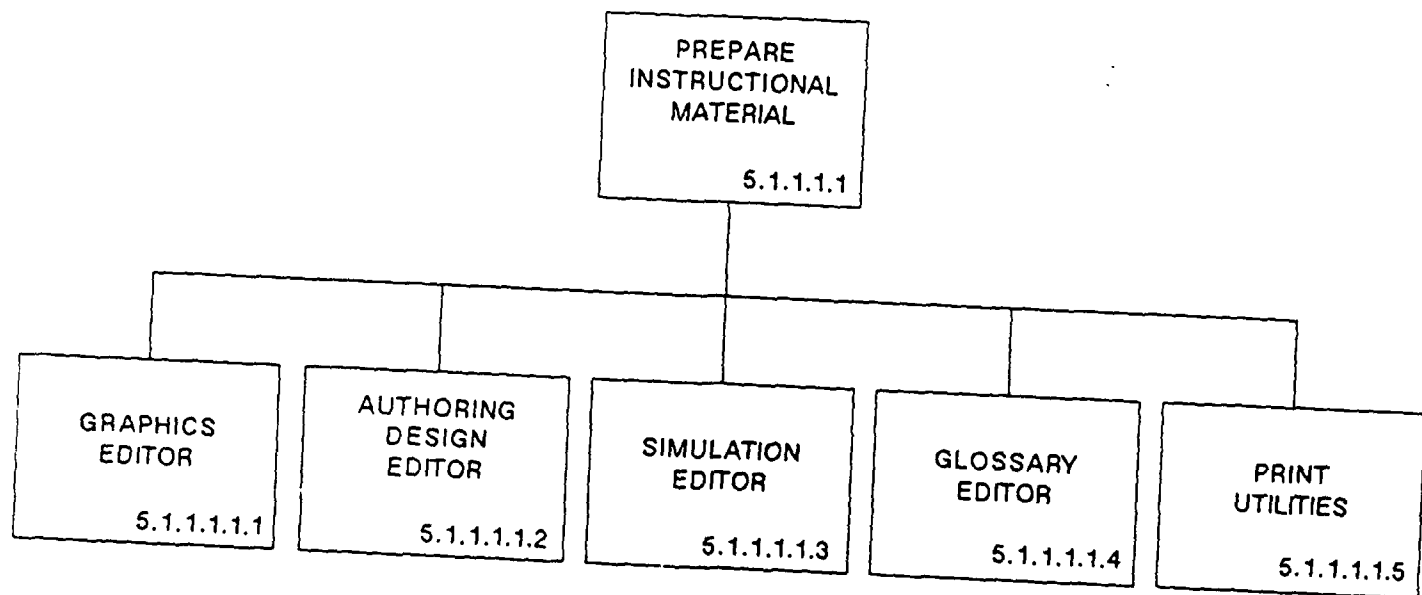 PREPARE
INSTRUCTIONAL
MATERIAL
5.1.1.1.1
GRAPHICS
EDITOR
5.1.1.1.1.1
AUTHORING
DESIGN
EDITOR
5.1.1.1.1.2
SIMULATION
EDITOR
5.1.1.1.1.3
GLOSSARY
EDITOR
5.1.1.1.1.4
PRINT
UTILITIES
5.1.1.1.1.5